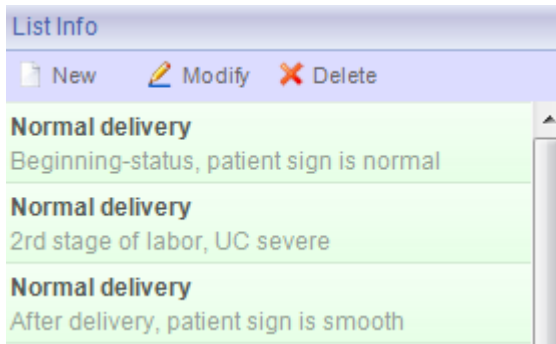 List Info
New Modify Delete
Normal delivery
Beginning-status, patient sign is normal
Normal delivery
2rd stage of labor, UC severe
Normal delivery
After delivery, patient sign is smooth